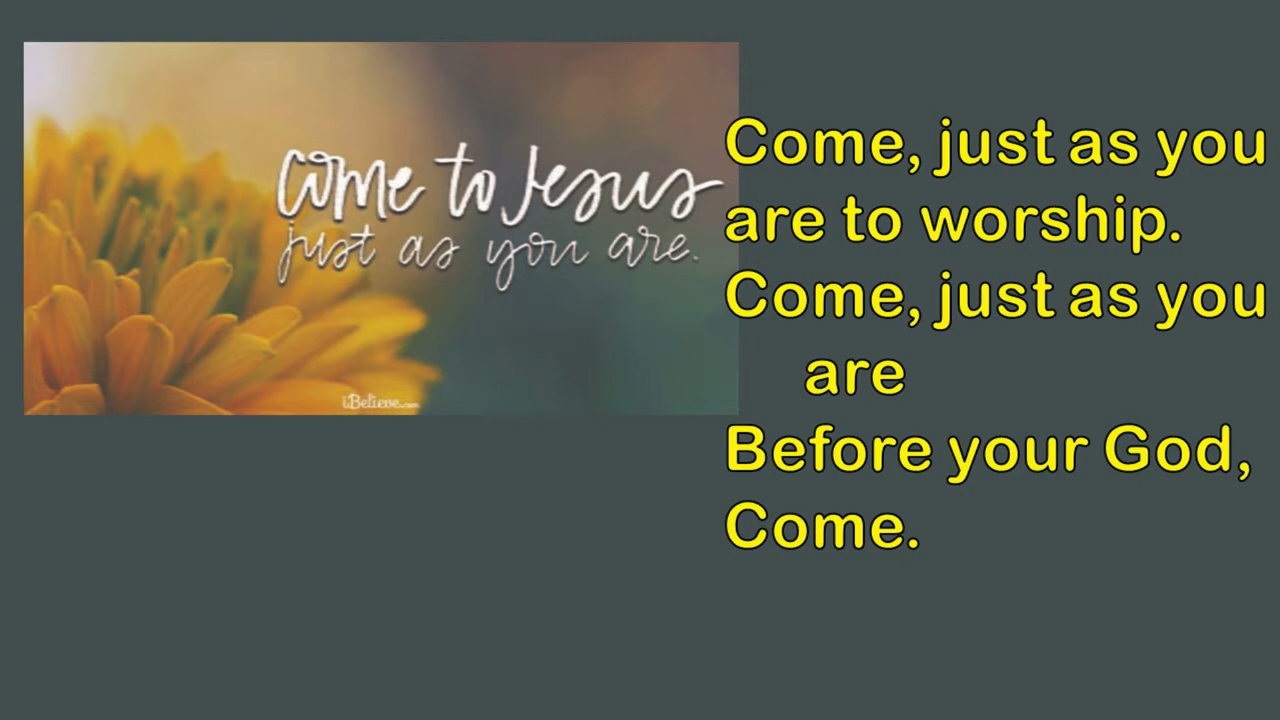 come to Jesus
just as you are.
iBelieve.com
Come, just as you
are to worship.
Come, just as you
are
Before your God,
Come.